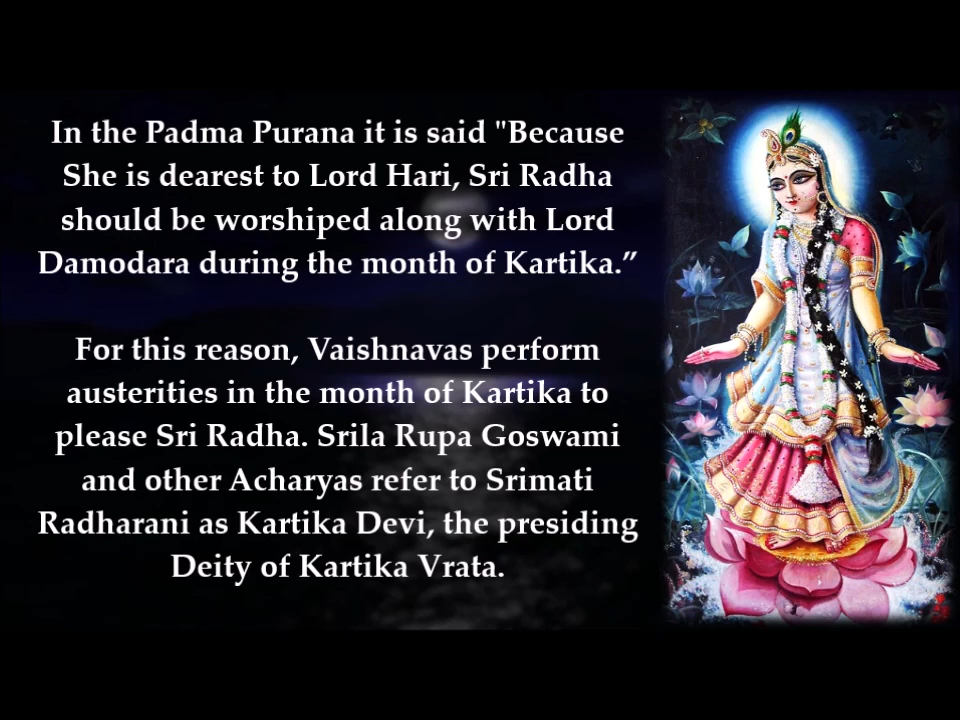 In the Padma Purana it is said "Because
She is dearest to Lord Hari, Sri Radha
should be worshiped along with Lord
Damodara during the month of Kartika.”
For this reason, Vaishnavas perform
austerities in the month of Kartika to
please Sri Radha. Srila Rupa Goswami
and other Acharyas refer to Srimati
Radharani as Kartika Devi, the presiding
Deity of Kartika Vrata.